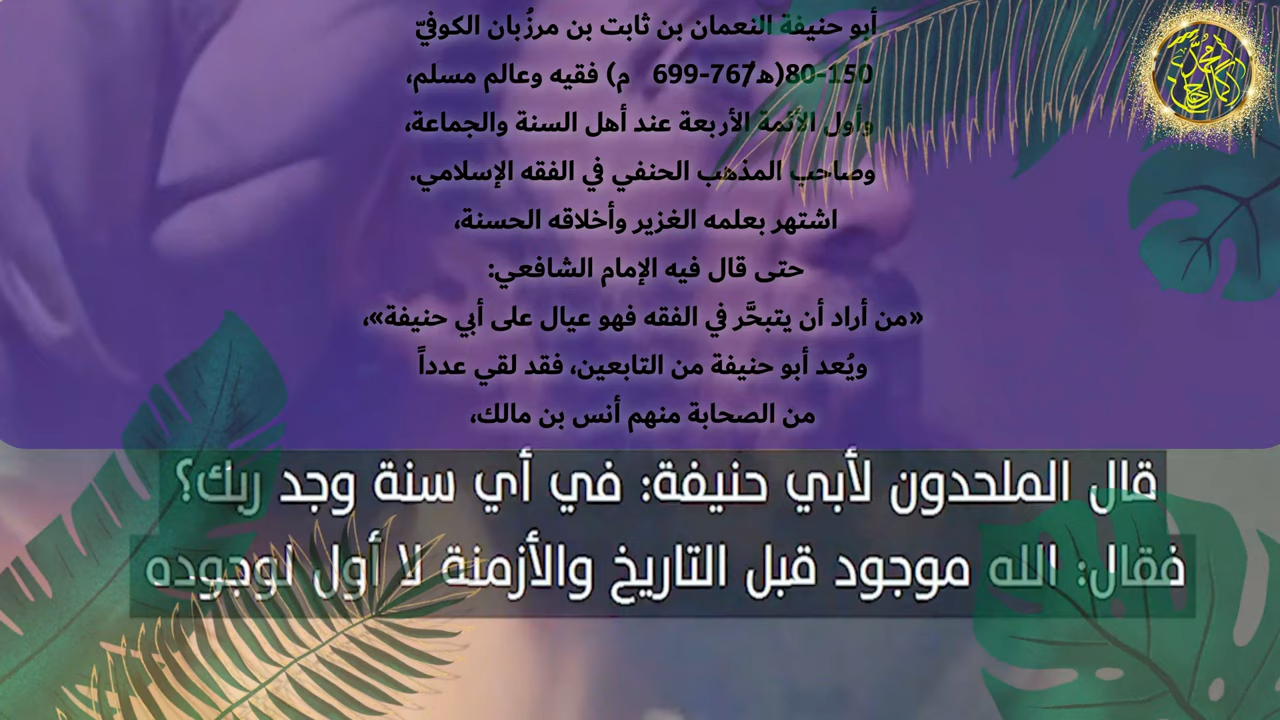 أبو حنيفة النعمان بن ثابت بن مرزُبان الكوفيّ
80-150(ه/699-767 م) فقيه وعالم مسلم،
وأول الأئمة الأربعة عند أهل السنة والجماعة،
وصاحب المذهب الحنفي في الفقه الإسلامي.
اشتهر بعلمه الغزير وأخلاقه الحسنة،
حتى قال فيه الإمام الشافعي:
«من أراد أن يتبحَّر في الفقه فهو عيال على أبي حنيفة»،
ويُعد أبو حنيفة من التابعين، فقد لقي عدداً
من الصحابة منهم أنس بن مالك،
قال الملحدون لأبي حنيفة: في أي سنة وجد ربك؟
فقال: الله موجود قبل التاريخ والأزمنة لا أول لوجوده